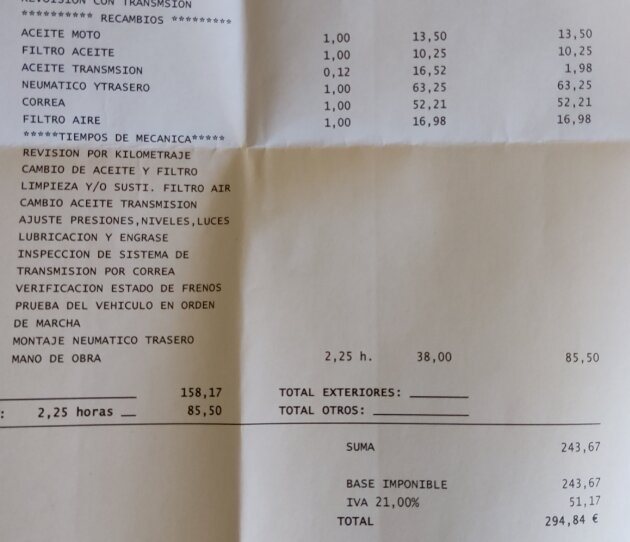 REVISION CON TRANSMSION
********** RECAMBIOS *********
ACEITE MOTO 1,00 13,50 13,50
FILTRO ACEITE 1,00 10,25 10,25
ACEITE TRANSMSION 0,12 16,52 1,98
NEUMATICO YTRASERO 1,00 63,25 63,25
CORREA 1,00 52,21 52,21
FILTRO AIRE 1,00 16,98 16,98
*****TIEMPOS DE MECANICA*****
REVISION POR KILOMETRAJE
CAMBIO DE ACEITE Y FILTRO
LIMPIEZA Y/O SUSTI. FILTRO AIR
CAMBIO ACEITE TRANSMISION
AJUSTE PRESIONES,NIVELES,LUCES
LUBRICACION Y ENGRASE
INSPECCION DE SISTEMA DE
TRANSMISION POR CORREA
VERIFICACION ESTADO DE FRENOS
PRUEBA DEL VEHICULO EN ORDEN
DE MARCHA
MONTAJE NEUMATICO TRASERO
MANO DE OBRA 2,25 h. 38,00 85,50
158,17 TOTAL EXTERIORES:
: 2,25 horas 85,50 TOTAL OTROS:
SUMA 243,67
BASE IMPONIBLE 243,67
IVA 21,00% 51,17
TOTAL 294,84 €